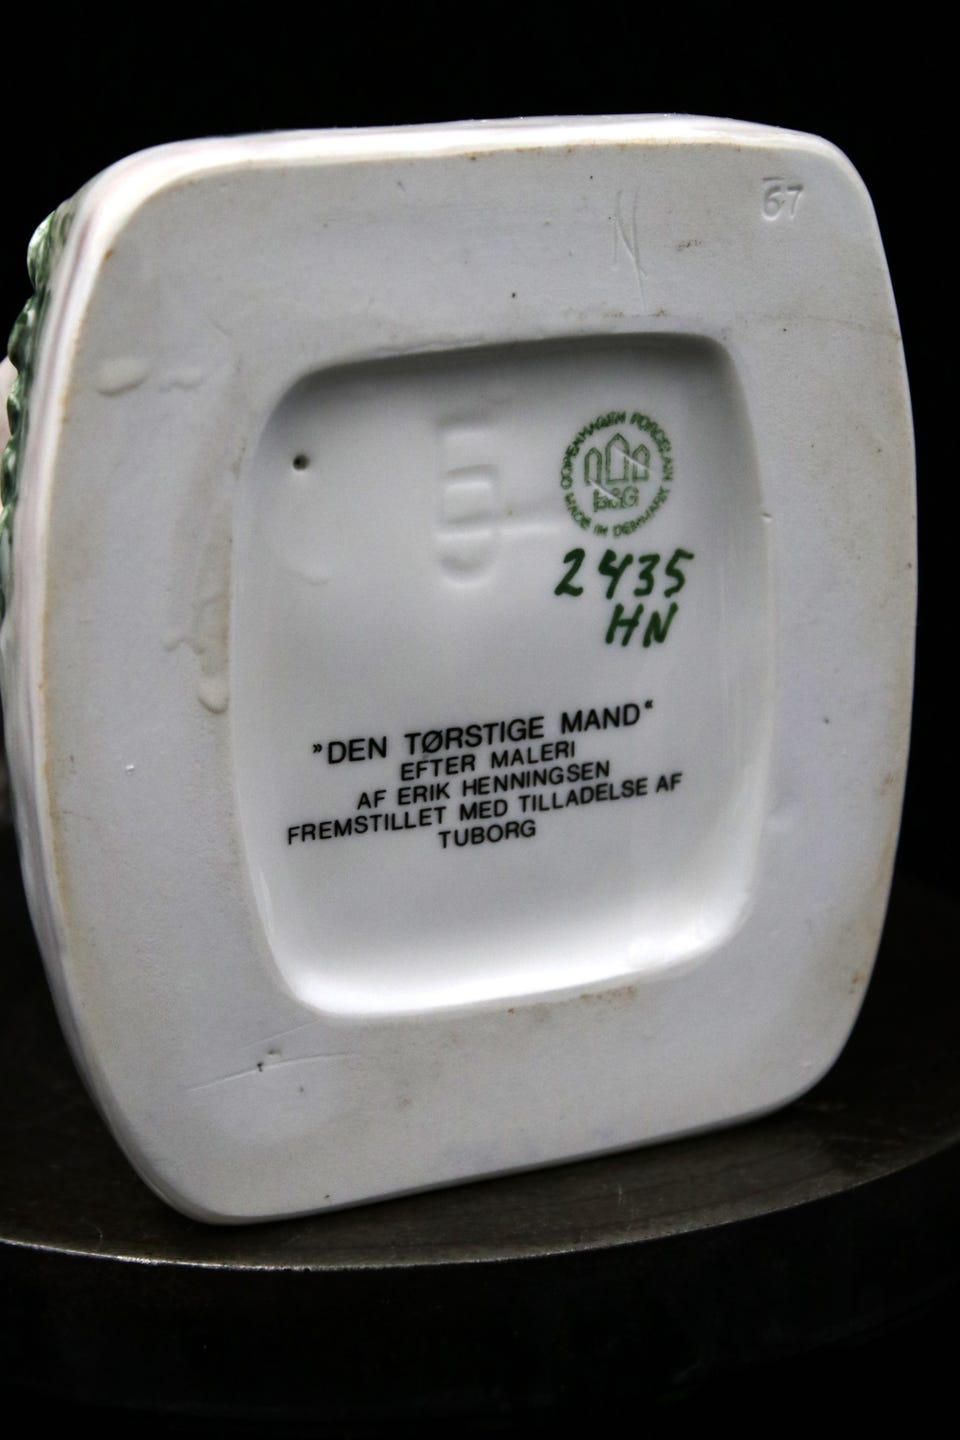 67
N
COPENHAGEN PORCELAIN
B&G
MADE IN DENMARK
2435
HN
»DEN TØRSTIGE MAND«
EFTER MALERI
AF ERIK HENNINGSEN
FREMSTILLET MED TILLADELSE AF
TUBORG